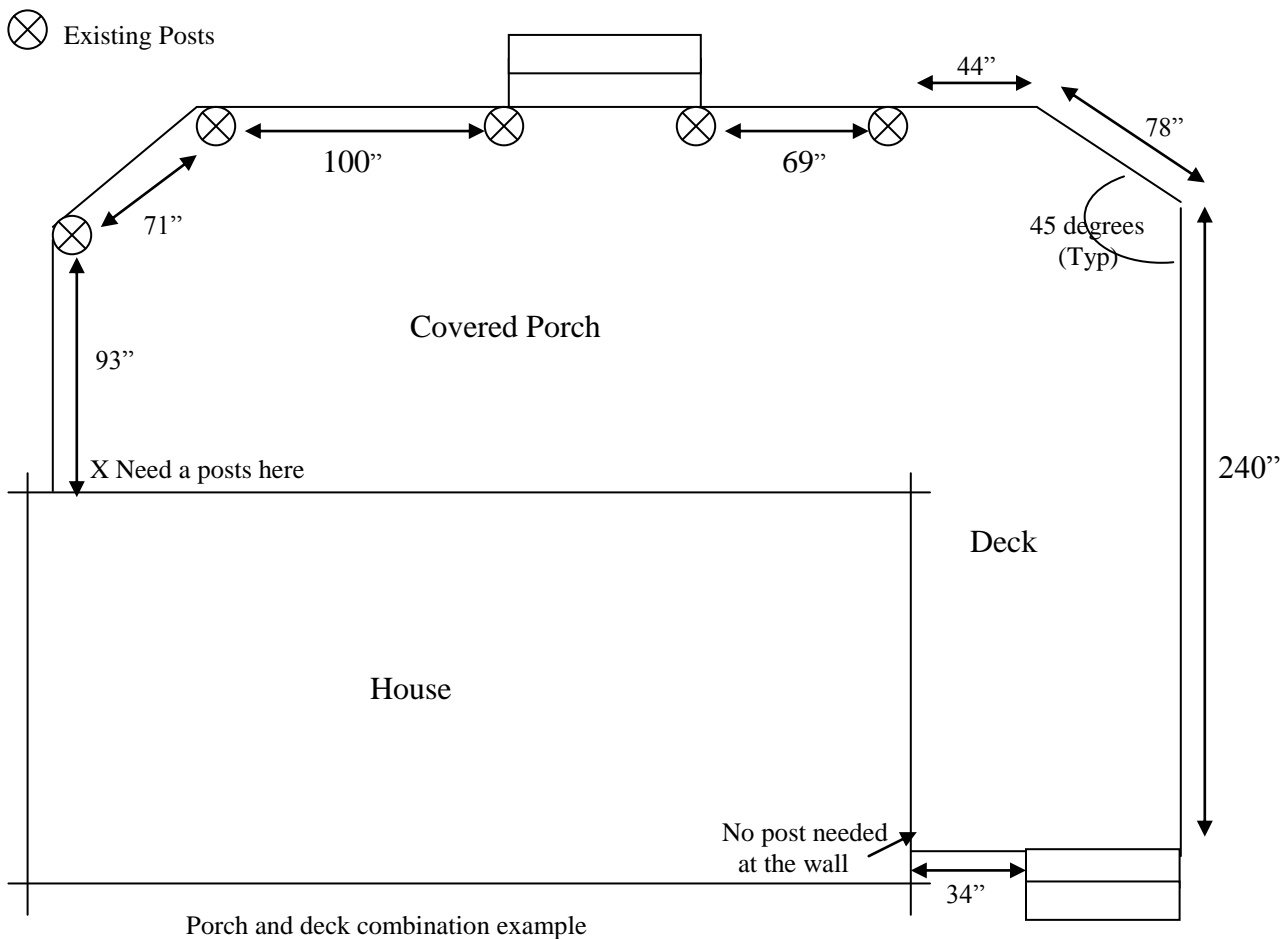 Existing Posts
44”
78”
100”
69”
71”
45 degrees
(Typ)
Covered Porch
93”
X Need a posts here
240”
Deck
House
No post needed
at the wall
34”
Porch and deck combination example